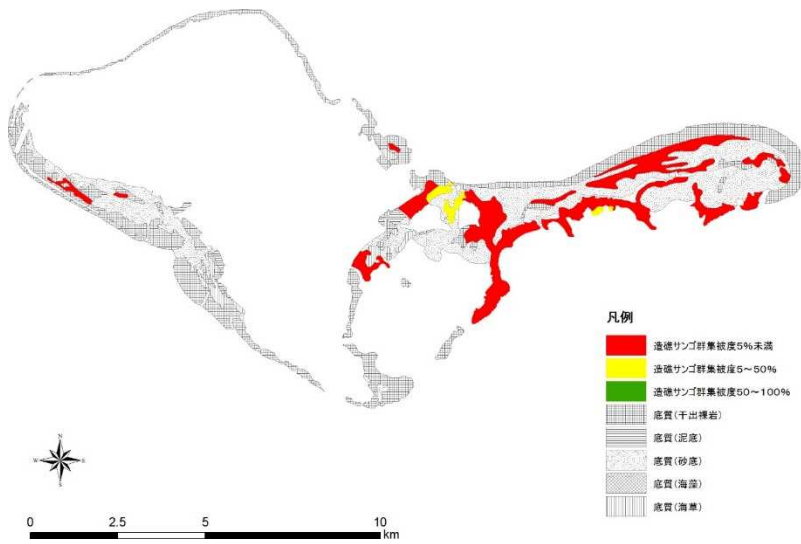 凡例
造礁サンゴ群集被度5%未満
造礁サンゴ群集被度5～50%
造礁サンゴ群集被度50～100%
底質(干出裸岩)
底質(泥底)
底質(砂底)
底質(海藻)
底質(海草)
N
W E
S
0 2.5 5 10
km